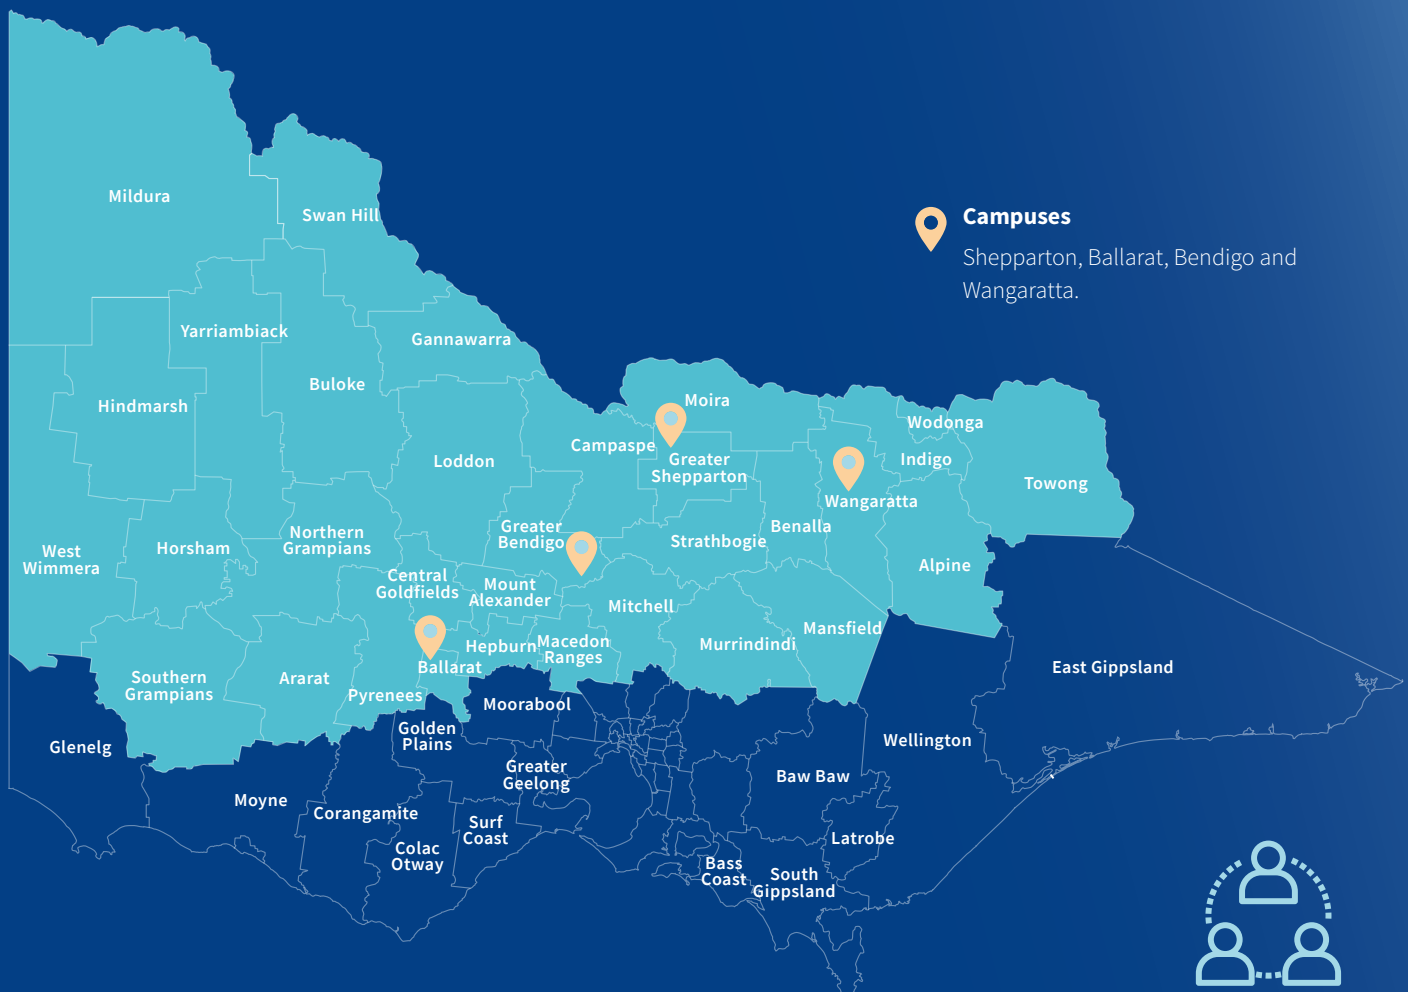 Campuses
Shepparton, Ballarat, Bendigo and
Wangaratta.
Mildura
Swan Hill
Yarriambiack
Gannawarra
Buloke
Hindmarsh
Moira
Wodonga
Campaspe
Loddon
Greater
Shepparton
Indigo
Towong
Wangaratta
Northern
Grampians
Greater
Bendigo
Benalla
Strathbogie
Horsham
West
Wimmera
Alpine
Central
Goldfields
Mount
Alexander
Mitchell
Mansfield
Hepburn
Macedon
Ranges
Murrindindi
Ballarat
East Gippsland
Southern
Grampians
Ararat
Pyrenees
Moorabool
Golden
Plains
Glenelg
Wellington
Greater
Geelong
Baw Baw
Moyne
Corangamite
Surf
Coast
Latrobe
Colac
Otway
Bass
Coast
South
Gippsland